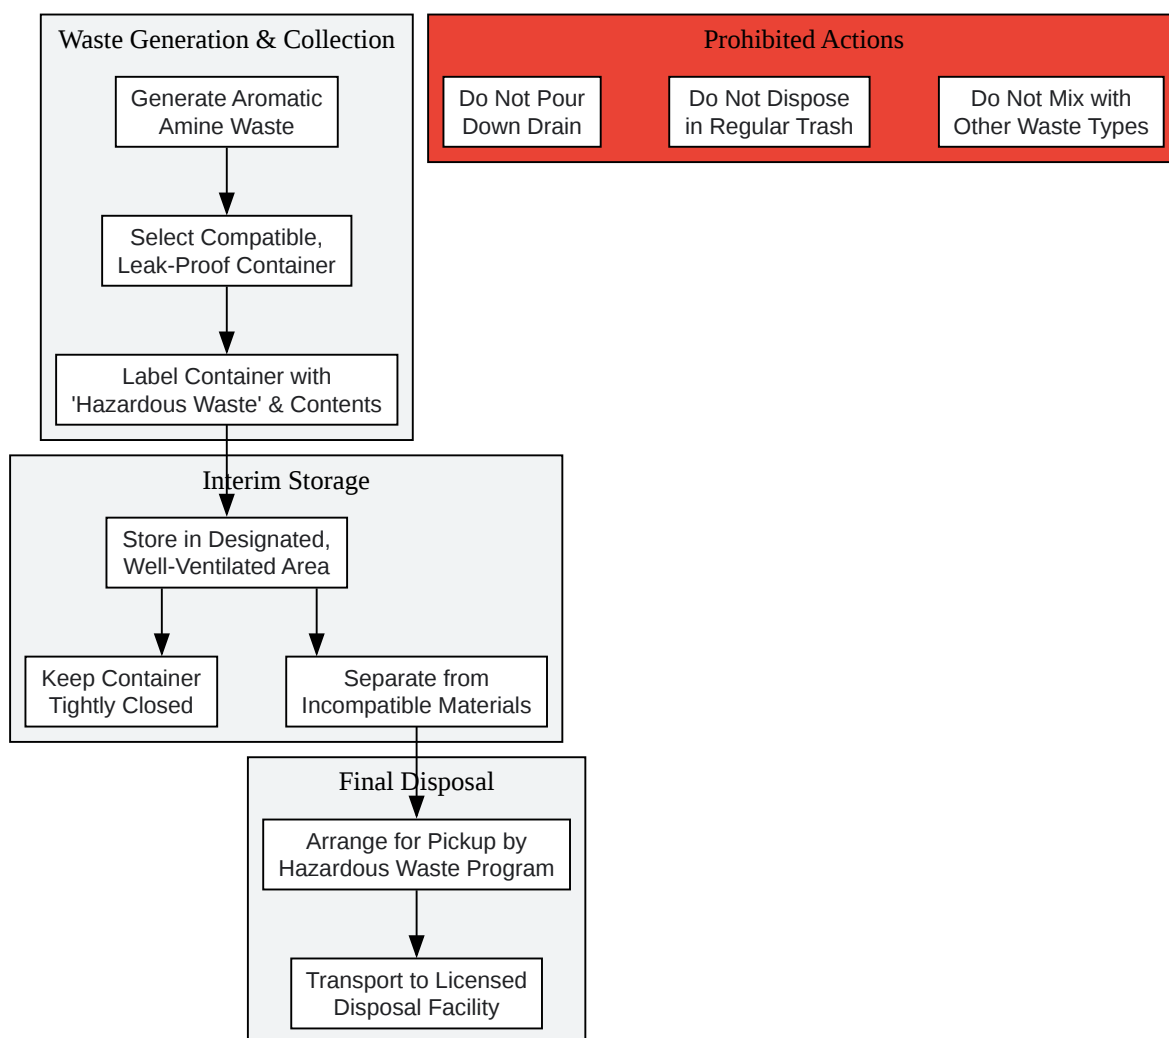 Waste Generation & Collection
Generate Aromatic
Amine Waste
Select Compatible,
Leak-Proof Container
Label Container with
'Hazardous Waste' & Contents
Prohibited Actions
Do Not Pour
Down Drain
Do Not Dispose
in Regular Trash
Do Not Mix with
Other Waste Types
Interim Storage
Store in Designated,
Well-Ventilated Area
Keep Container
Tightly Closed
Separate from
Incompatible Materials
Final Disposal
Arrange for Pickup by
Hazardous Waste Program
Transport to Licensed
Disposal Facility